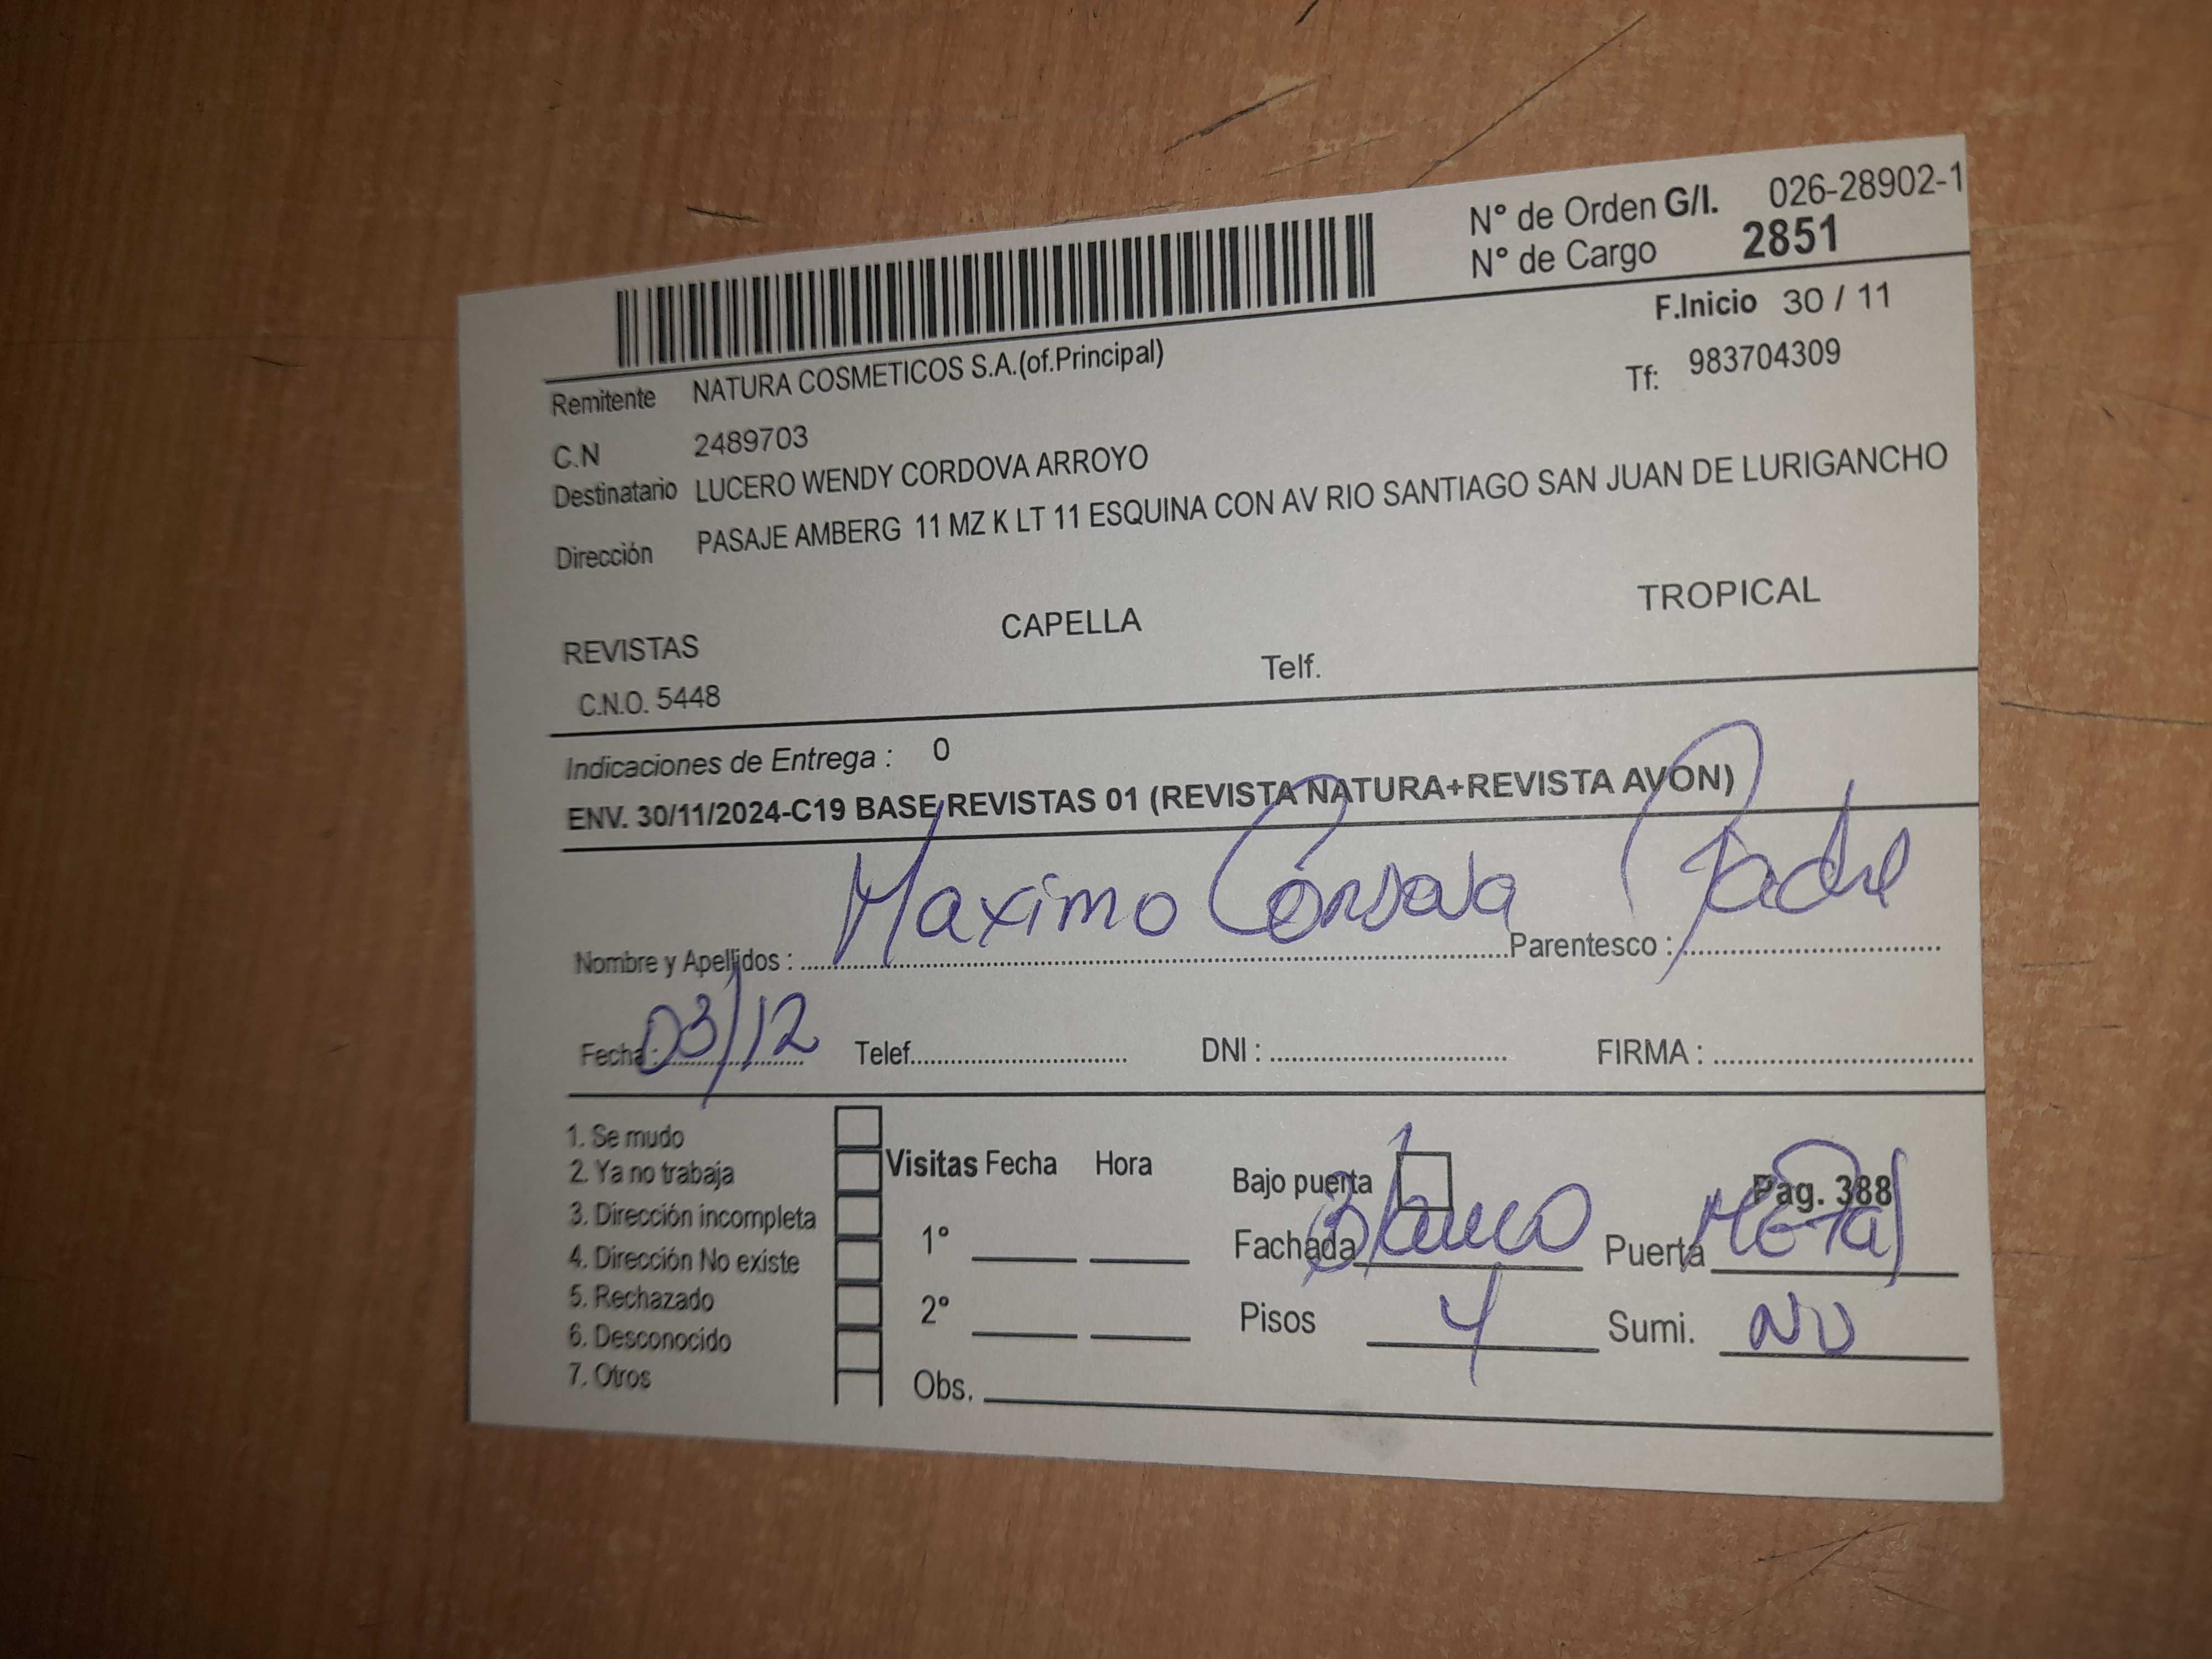 N° de Orden G/I. 026-28902-1
N° de Cargo 2851
F.Inicio 30 / 11
Remitente NATURA COSMETICOS S.A.(of.Principal) Tf: 983704309
C.N 2489703
Destinatario LUCERO WENDY CORDOVA ARROYO
Dirección PASAJE AMBERG 11 MZ K LT 11 ESQUINA CON AV RIO SANTIAGO SAN JUAN DE LURIGANCHO
REVISTAS CAPELLA TROPICAL
C.N.O. 5448 Telf.
Indicaciones de Entrega : 0
ENV. 30/11/2024-C19 BASE REVISTAS 01 (REVISTA NATURA+REVISTA AVON)
Nombre y Apellidos : Maximo Parentesco : Padre
Fecha : 03/12 Telef. DNI : FIRMA :
1. Se mudo
2. Ya no trabaja Visitas Fecha Hora Bajo puerta Pag. 388
3. Dirección incompleta
4. Dirección No existe 1° Fachada Blanco Puerta Metal
5. Rechazado
6. Desconocido 2° Pisos 4 Sumi. NO
7. Otros Obs.